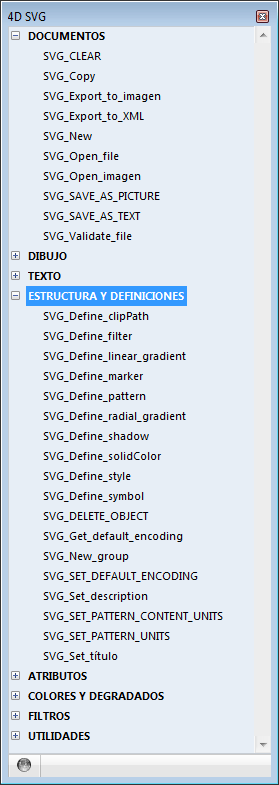 4D SVG
DOCUMENTOS
SVG_CLEAR
SVG_Copy
SVG_Export_to_imagen
SVG_Export_to_XML
SVG_New
SVG_Open_file
SVG_Open_imagen
SVG_SAVE_AS_PICTURE
SVG_SAVE_AS_TEXT
SVG_Validate_file
DIBUJO
TEXTO
ESTRUCTURA Y DEFINICIONES
SVG_Define_clipPath
SVG_Define_filter
SVG_Define_linear_gradient
SVG_Define_marker
SVG_Define_pattern
SVG_Define_radial_gradient
SVG_Define_shadow
SVG_Define_solidColor
SVG_Define_style
SVG_Define_symbol
SVG_DELETE_OBJECT
SVG_Get_default_encoding
SVG_New_group
SVG_SET_DEFAULT_ENCODING
SVG_Set_description
SVG_SET_PATTERN_CONTENT_UNITS
SVG_SET_PATTERN_UNITS
SVG_Set_título
ATRIBUTOS
COLORES Y DEGRADADOS
FILTROS
UTILIDADES